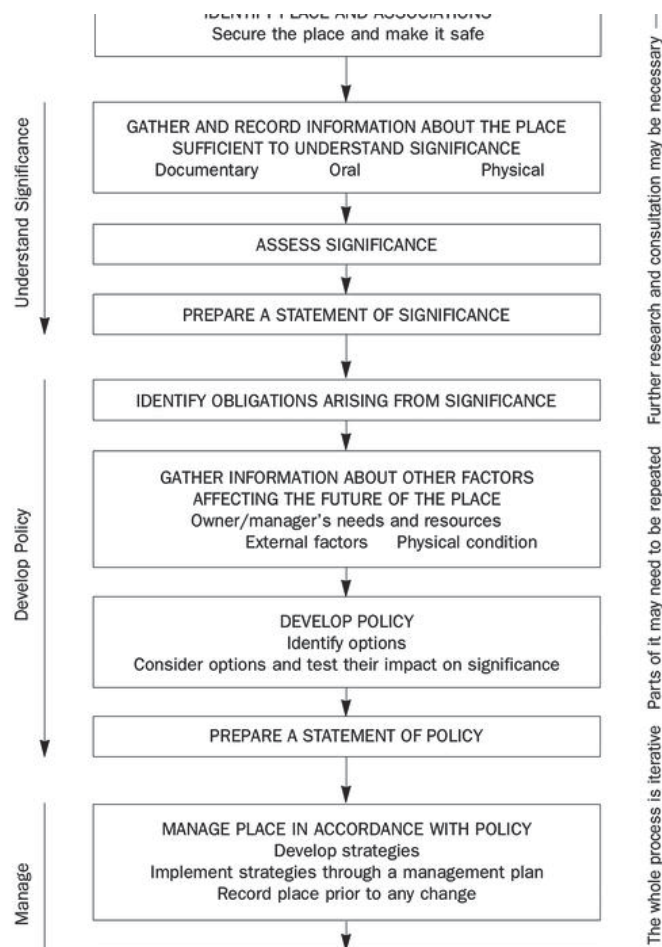 IDENTIFY PLACE AND ASSOCIATIONS
Secure the place and make it safe
Understand Significance
GATHER AND RECORD INFORMATION ABOUT THE PLACE
SUFFICIENT TO UNDERSTAND SIGNIFICANCE
Documentary Oral Physical
ASSESS SIGNIFICANCE
PREPARE A STATEMENT OF SIGNIFICANCE
Develop Policy
IDENTIFY OBLIGATIONS ARISING FROM SIGNIFICANCE
GATHER INFORMATION ABOUT OTHER FACTORS
AFFECTING THE FUTURE OF THE PLACE
Owner/manager's needs and resources
External factors Physical condition
DEVELOP POLICY
Identify options
Consider options and test their impact on significance
PREPARE A STATEMENT OF POLICY
Manage
MANAGE PLACE IN ACCORDANCE WITH POLICY
Develop strategies
Implement strategies through a management plan
Record place prior to any change
The whole process is iterative Parts of it may need to be repeated Further research and consultation may be necessary —